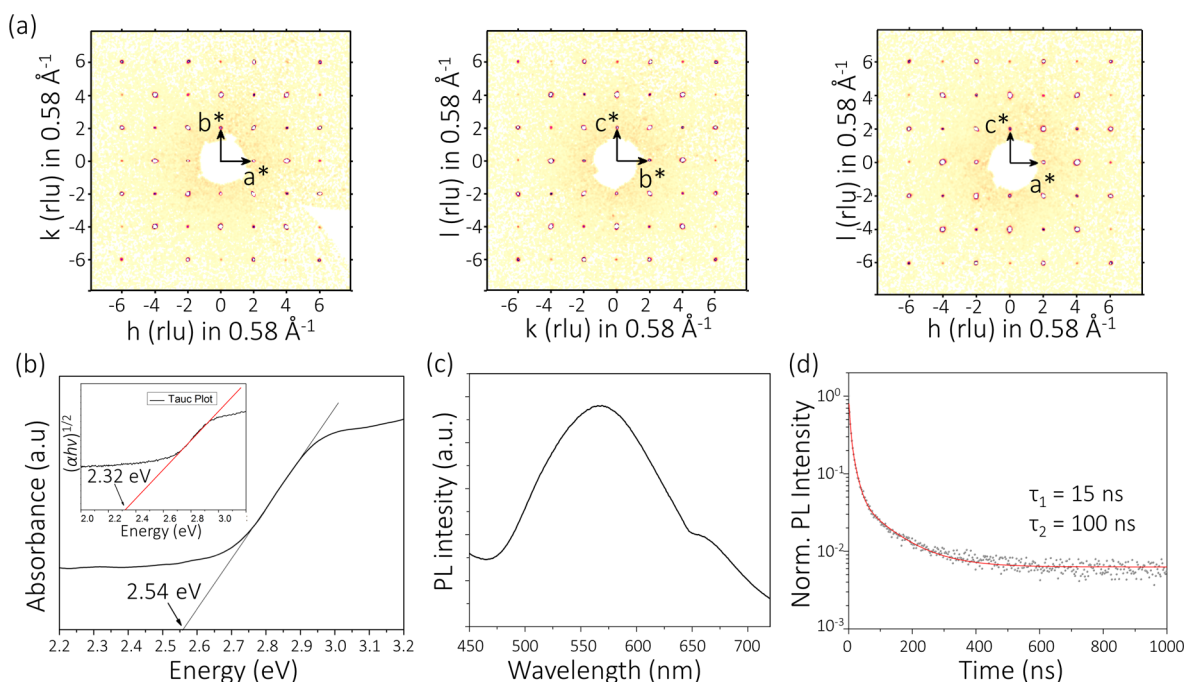 (a)
k (rlu) in 0.58 Å⁻¹
6
4
2
0
-2
-4
-6
b*
a*
-6 -4 -2 0 2 4 6
h (rlu) in 0.58 Å⁻¹
l (rlu) in 0.58 Å⁻¹
6
4
2
0
-2
-4
-6
c*
b*
-6 -4 -2 0 2 4 6
k (rlu) in 0.58 Å⁻¹
l (rlu) in 0.58 Å⁻¹
6
4
2
0
-2
-4
-6
c*
a*
-6 -4 -2 0 2 4 6
h (rlu) in 0.58 Å⁻¹
(b)
Absorbance (a.u)
(αhν)^1/2
Tauc Plot
2.32 eV
2.0 2.2 2.4 2.6 2.8 3.0
Energy (eV)
2.54 eV
2.2 2.3 2.4 2.5 2.6 2.7 2.8 2.9 3.0 3.1 3.2
Energy (eV)
(c)
PL intesity (a.u.)
450 500 550 600 650 700
Wavelength (nm)
(d)
Norm. PL Intensity
10⁰
10⁻¹
10⁻²
10⁻³
τ₁ = 15 ns
τ₂ = 100 ns
0 200 400 600 800 1000
Time (ns)